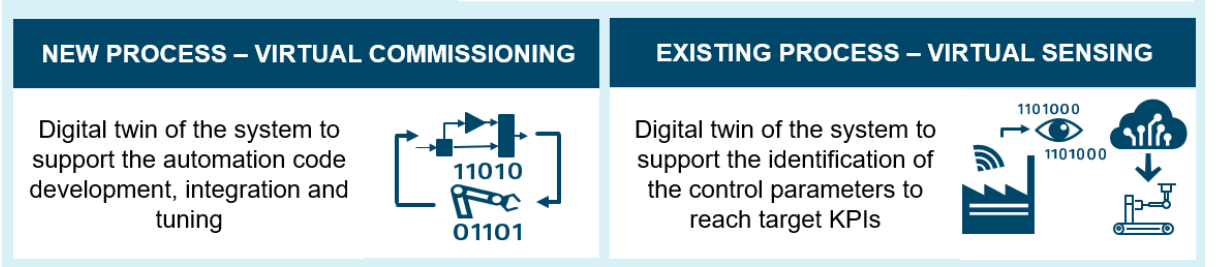 NEW PROCESS – VIRTUAL COMMISSIONING
Digital twin of the system to
support the automation code
development, integration and
tuning
11010
01101
EXISTING PROCESS – VIRTUAL SENSING
Digital twin of the system to
support the identification of
the control parameters to
reach target KPIs
1101000
1101000